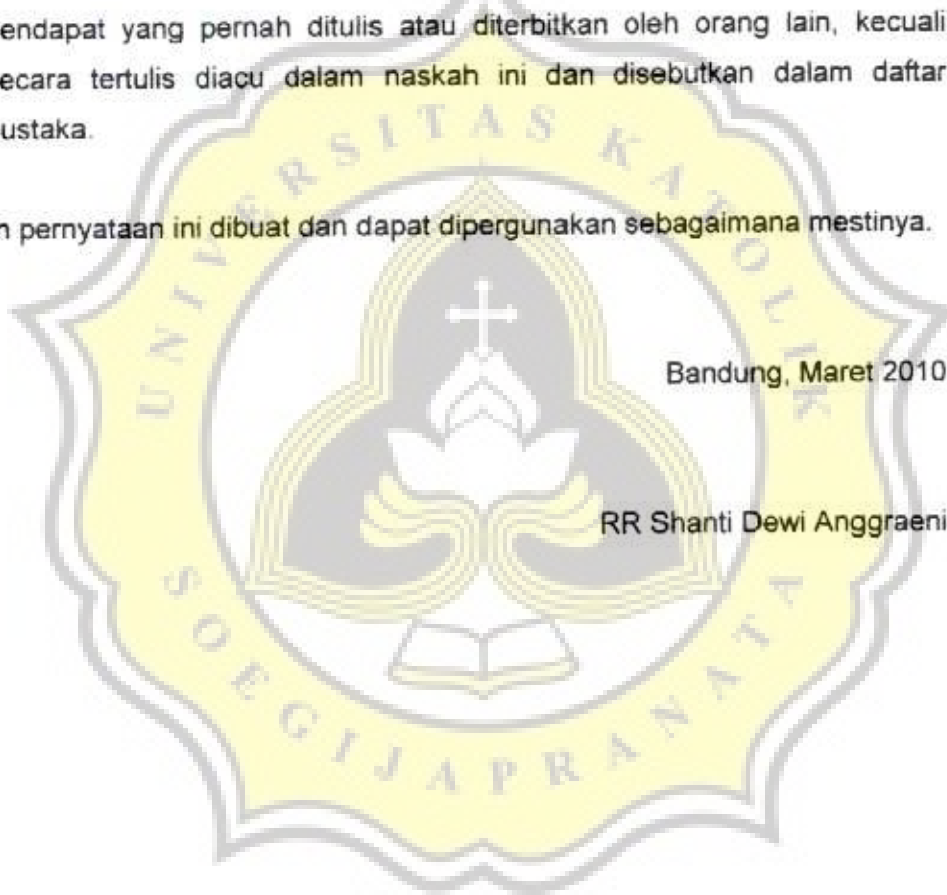 endapat yang pernah ditulis atau diterbitkan oleh orang lain, kecuali
ecara tertulis diacu dalam naskah ini dan disebutkan dalam daftar
ustaka.
UNIVERSITAS KATOLIK
n pernyataan ini dibuat dan dapat dipergunakan sebagaimana mestinya.
Bandung, Maret 2010
RR Shanti Dewi Anggraeni
SOEGIJAPRANATA